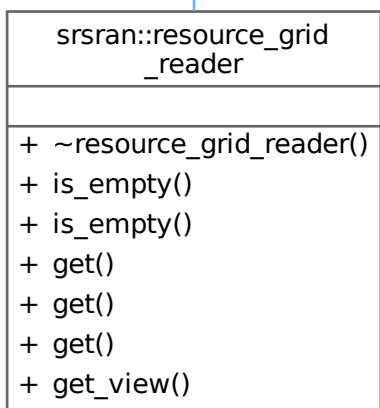 srsran::resource_grid
_reader
+ ~resource_grid_reader()
+ is_empty()
+ is_empty()
+ get()
+ get()
+ get()
+ get_view()